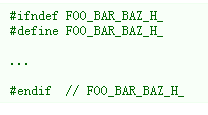 #ifndef FOO_BAR_BAZ_H_
#define FOO_BAR_BAZ_H_
...
#endif  // FOO_BAR_BAZ_H_